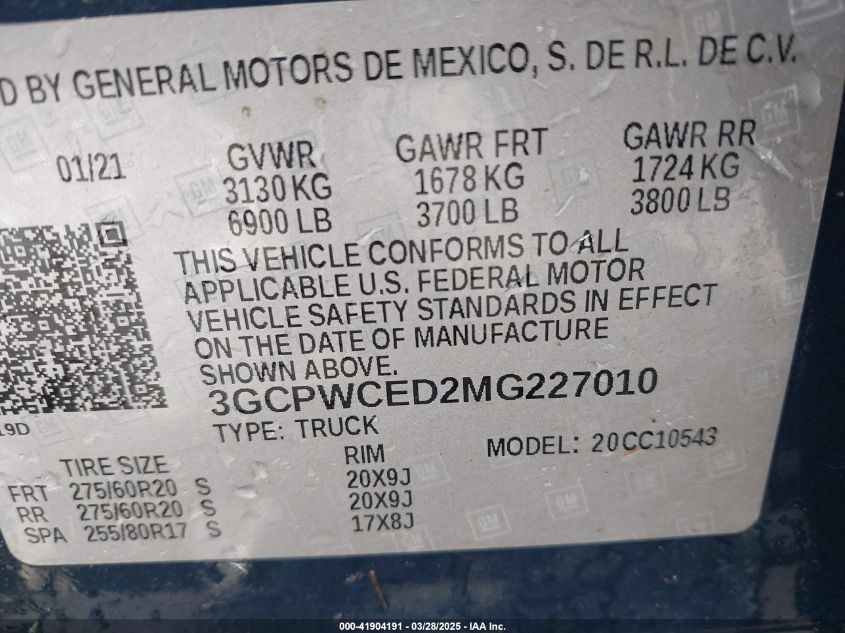 D BY GENERAL MOTORS DE MEXICO, S. DE R.L. DE C.V.
01/21 GVWR GAWR FRT GAWR RR
3130 KG 1678 KG 1724 KG
6900 LB 3700 LB 3800 LB
THIS VEHICLE CONFORMS TO ALL
APPLICABLE U.S. FEDERAL MOTOR
VEHICLE SAFETY STANDARDS IN EFFECT
ON THE DATE OF MANUFACTURE
SHOWN ABOVE.
3GCPWCED2MG227010
19D
TYPE: TRUCK MODEL: 20CC10543
TIRE SIZE RIM
FRT 275/60R20 S 20X9J
RR 275/60R20 S 20X9J
SPA 255/80R17 S 17X8J
000-41904191 - 03/28/2025 - IAA Inc.